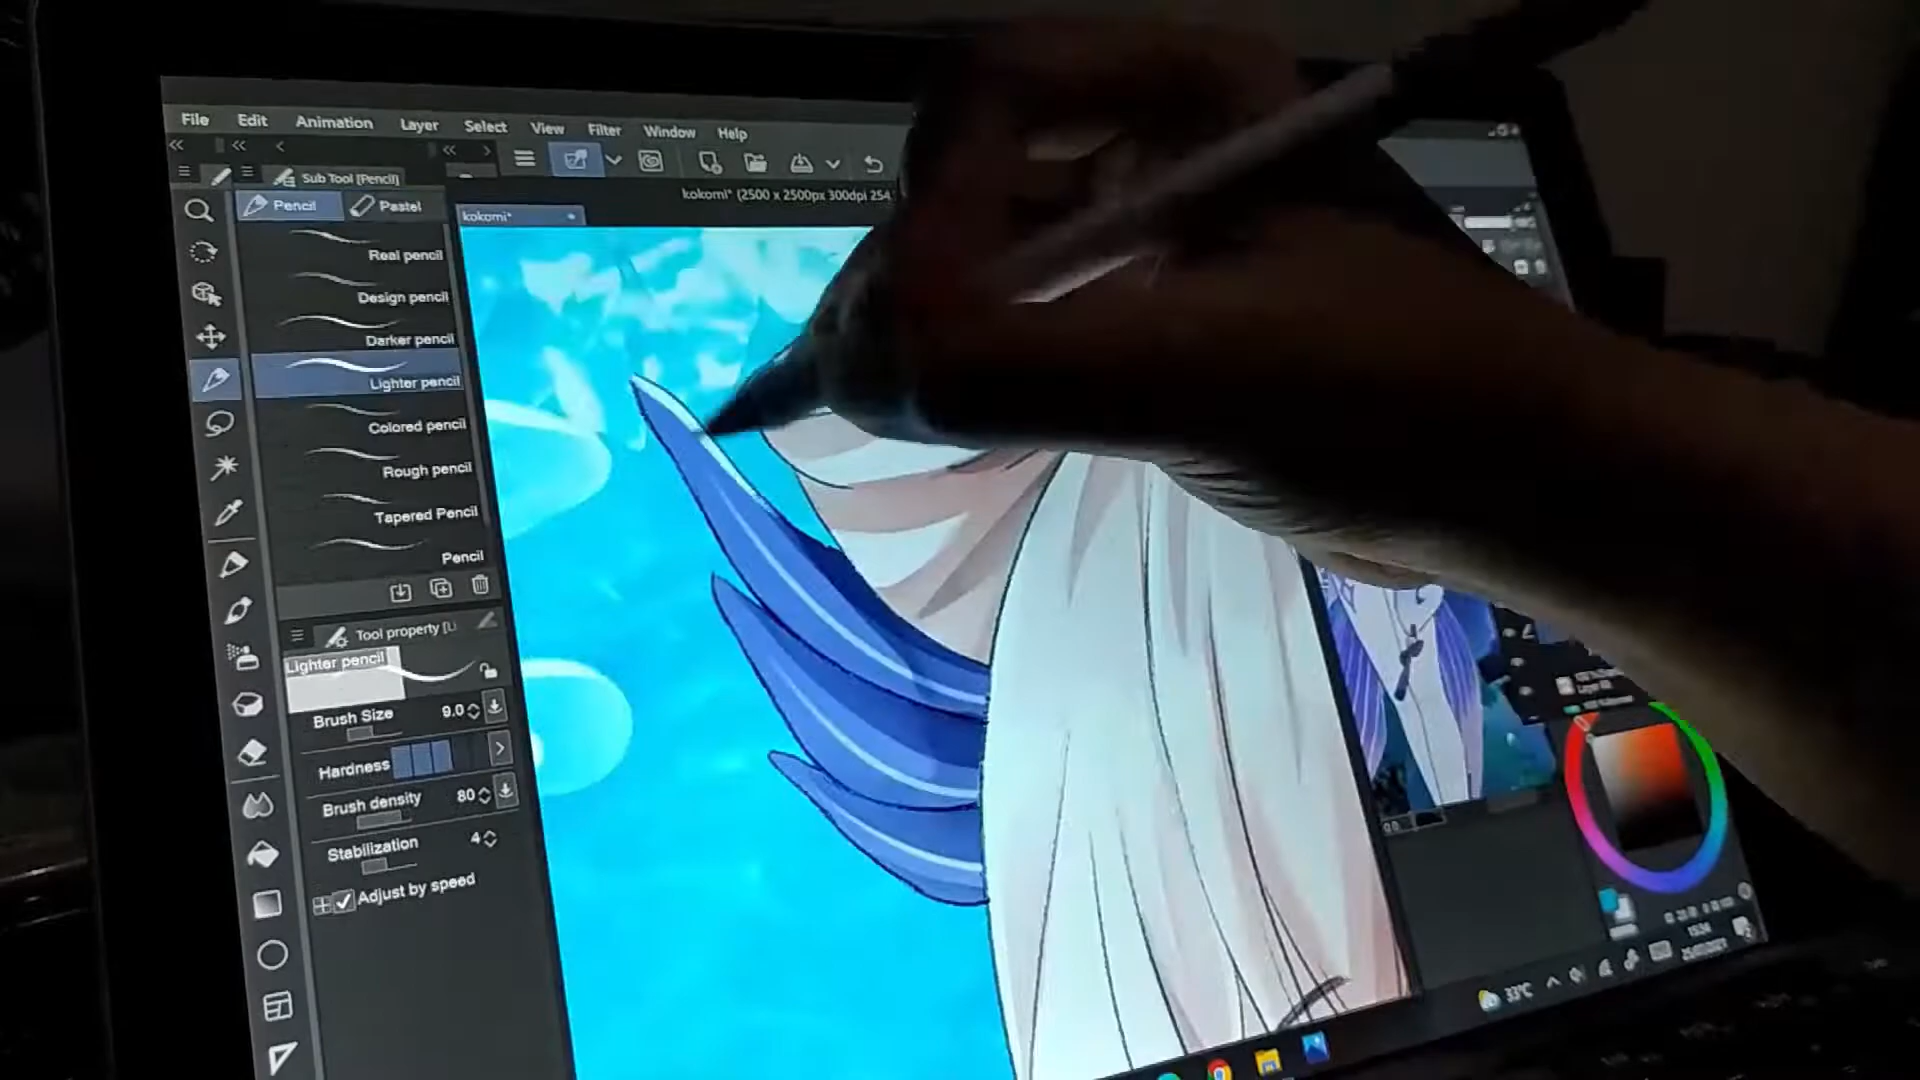 File Edit Animation Layer Select View Filter Window Help
Sub Tool [Pencil]
kokomi* (2500 x 2500px 300dpi 254
Pencil Pastel
kokomi*
Real pencil
Design pencil
Darker pencil
Lighter pencil
Colored pencil
Rough pencil
Tapered Pencil
Pencil
Tool property [Li
Lighter pencil
Brush Size 9.0
Hardness
Brush density 80
Stabilization 4
Adjust by speed
33°C